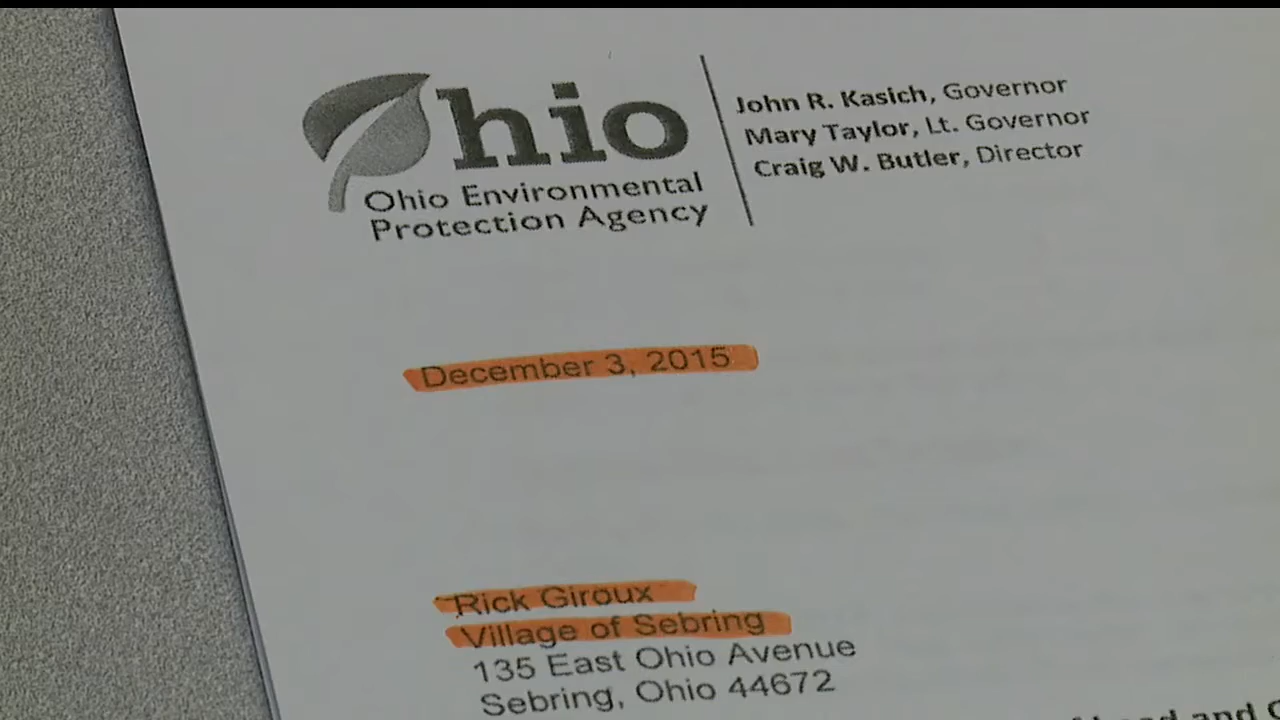 Ohio
Ohio Environmental
Protection Agency
John R. Kasich, Governor
Mary Taylor, Lt. Governor
Craig W. Butler, Director
December 3, 2015
Rick Giroux
Village of Sebring
135 East Ohio Avenue
Sebring, Ohio 44672
and